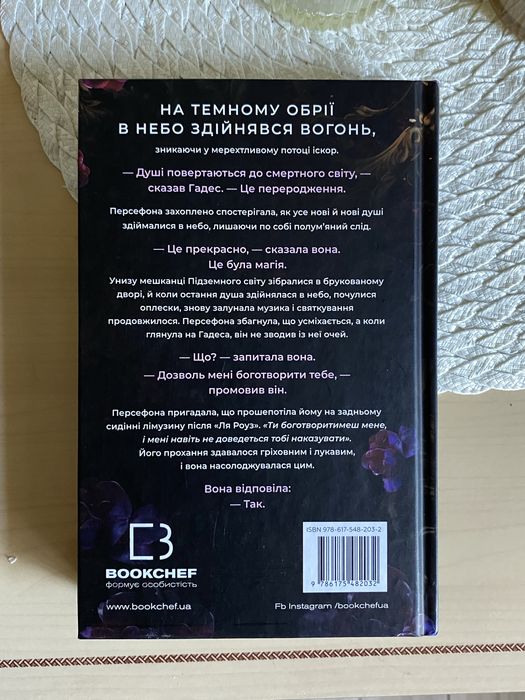 НА ТЕМНОМУ ОБРІЇ
В НЕБО ЗДІЙНЯВСЯ ВОГОНЬ,
зникаючи у мерехтливому потоці іскор.
— Душі повертаються до смертного світу, —
сказав Гадес. — Це переродження.
Персефона захоплено спостерігала, як усе нові й нові душі
здіймалися в небо, лишаючи по собі полум'яний слід.
— Це прекрасно, — сказала вона.
Це була магія.
Унизу мешканці Підземного світу зібралися в брукованому
дворі, й коли остання душа здійнялася в небо, почулися
оплески, знову залунала музика і святкування
продовжилося. Персефона збагнула, що усміхається, а коли
глянула на Гадеса, він не зводив із неї очей.
— Що? — запитала вона.
— Дозволь мені боготворити тебе, —
промовив він.
Персефона пригадала, що прошепотіла йому на задньому
сидінні лімузину після «Ля Роуз». «Ти боготворитимеш мене,
і мені навіть не доведеться тобі наказувати».
Його прохання здавалося гріховним і лукавим,
і вона насолоджувалася цим.
Вона відповіла:
— Так.
BOOKCHEF
формує особистість
www.bookchef.ua
ISBN 978-617-548-203-2
9 786175 482032
Fb Instagram /bookchefua